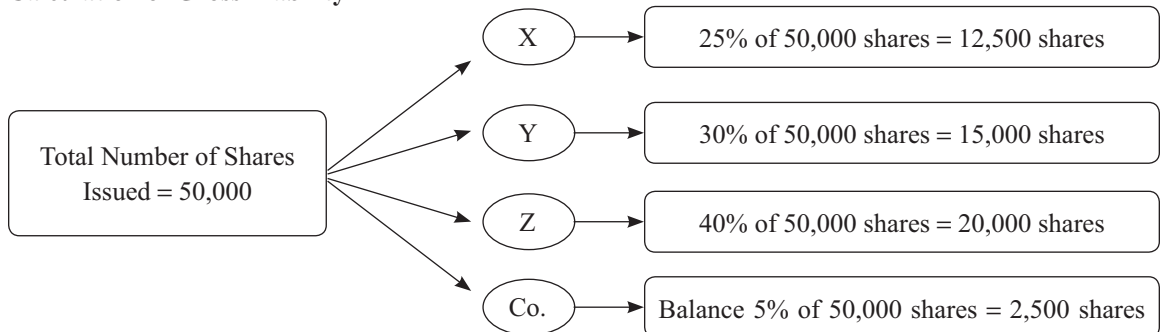 X
25% of 50,000 shares = 12,500 shares
Y
30% of 50,000 shares = 15,000 shares
Total Number of Shares
Issued = 50,000
Z
40% of 50,000 shares = 20,000 shares
Co.
Balance 5% of 50,000 shares = 2,500 shares